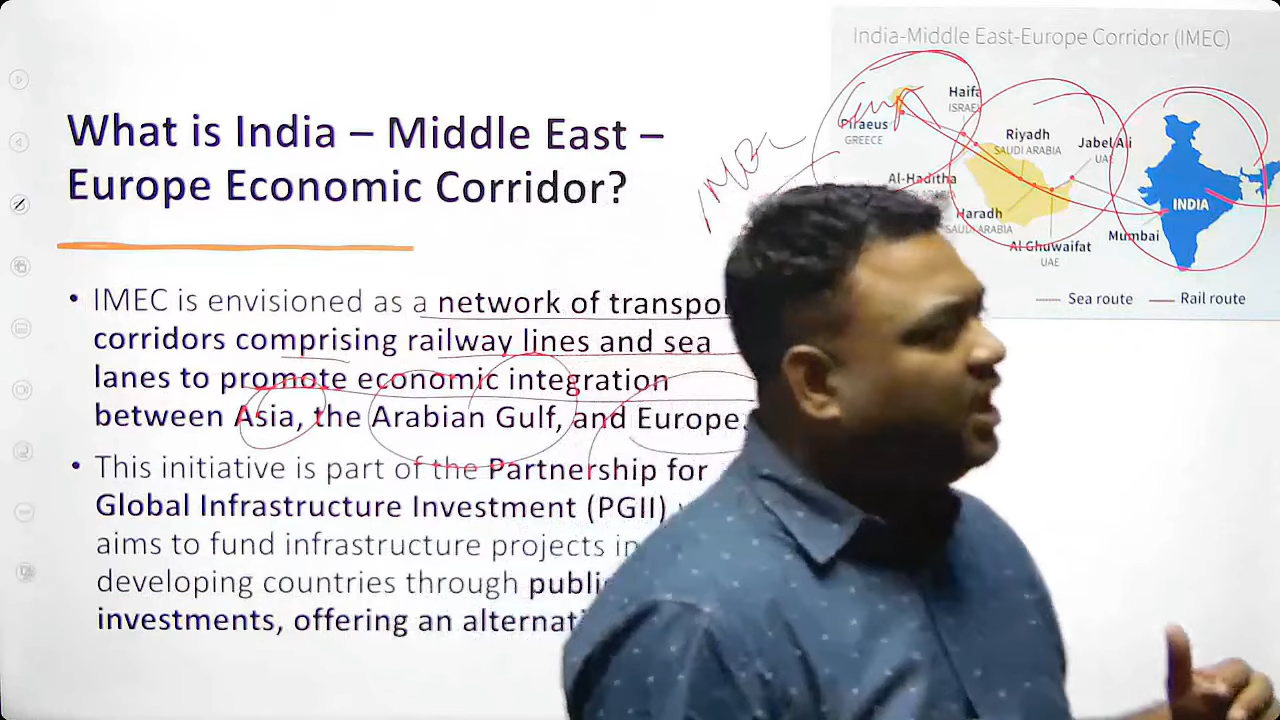 What is India – Middle East –
Europe Economic Corridor?
• IMEC is envisioned as a network of transpo
corridors comprising railway lines and sea
lanes to promote economic integration
between Asia, the Arabian Gulf, and Europe.
• This initiative is part of the Partnership for
Global Infrastructure Investment (PGII)
aims to fund infrastructure projects in
developing countries through publi
investments, offering an alternati
IMEC
India-Middle East-Europe Corridor (IMEC)
Haifa
ISRAEL
Piraeus
GREECE
Riyadh
SAUDI ARABIA
Jabel Ali
UAE
Al-Haditha
INDIA
Haradh
SAUDI ARABIA
Mumbai
Al Ghuwaifat
UAE
Sea route
Rail route